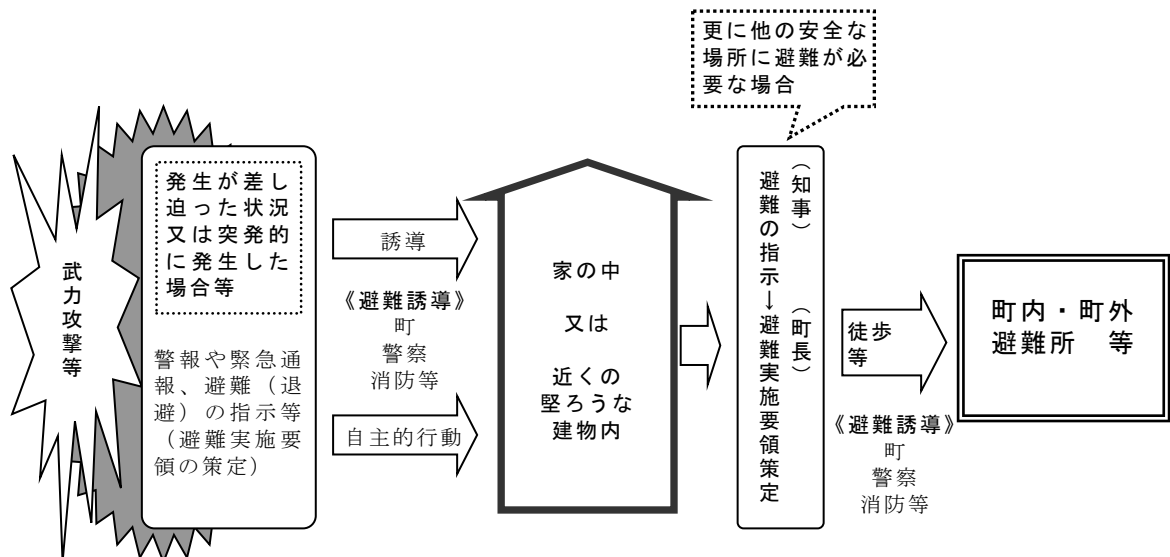 武力攻撃等
発生が差し
迫った状況
又は突発的
に発生した
場合等
警報や緊急通
報、避難（退
避）の指示等
（避難実施要
領の策定）
誘導
《避難誘導》
町
警察
消防等
自主的行動
家の中
又は
近くの
堅ろうな
建物内
更に他の安全な
場所に避難が必
要な場合
（知事）　（町長）
避難の指示→避難実施要領策定
徒歩
等
《避難誘導》
町
警察
消防等
町内・町外
避難所　等